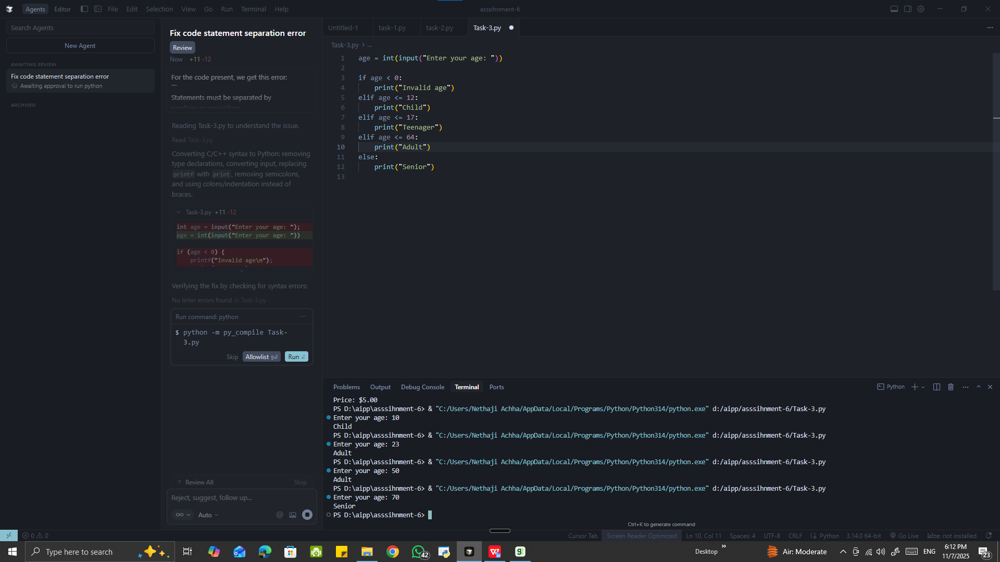 Agents Editor File Edit Selection View Go Run Terminal Help
asssihnment-6
Search Agents
New Agent
AWAITING REVIEW
Fix code statement separation error
Awaiting approval to run python
ARCHIVED
Fix code statement separation error
Review
Now · +11 -12
For the code present, we get this error:
```
Statements must be separated by
newlines or semicolons
Reading Task-3.py to understand the issue.
Read Task-3.py
Converting C/C++ syntax to Python: removing
type declarations, converting input, replacing
printf with print, removing semicolons,
and using colons/indentation instead of
braces.
Task-3.py +11 -12
int age = input("Enter your age: ");
age = int(input("Enter your age: "))
if (age < 0) {
printf("Invalid age\n");
Verifying the fix by checking for syntax errors:
No linter errors found in Task-3.py
Run command: python
$ python -m py_compile Task-
3.py
Skip Allowlist Run
Review All Stop
Reject, suggest, follow up...
Auto
Untitled-1 task-1.py task-2.py Task-3.py
Task-3.py > ...
1 age = int(input("Enter your age: "))
2
3 if age < 0:
4 print("Invalid age")
5 elif age <= 12:
6 print("Child")
7 elif age <= 17:
8 print("Teenager")
9 elif age <= 64:
10 print("Adult")
11 else:
12 print("Senior")
13
Problems Output Debug Console Terminal Ports
Python
Price: $5.00
PS D:\aipp\asssihnment-6> & "C:/Users/Nethaji Achha/AppData/Local/Programs/Python/Python314/python.exe" d:/aipp/asssihnment-6/Task-3.py
Enter your age: 10
Child
PS D:\aipp\asssihnment-6> & "C:/Users/Nethaji Achha/AppData/Local/Programs/Python/Python314/python.exe" d:/aipp/asssihnment-6/Task-3.py
Enter your age: 23
Adult
PS D:\aipp\asssihnment-6> & "C:/Users/Nethaji Achha/AppData/Local/Programs/Python/Python314/python.exe" d:/aipp/asssihnment-6/Task-3.py
Enter your age: 50
Adult
PS D:\aipp\asssihnment-6> & "C:/Users/Nethaji Achha/AppData/Local/Programs/Python/Python314/python.exe" d:/aipp/asssihnment-6/Task-3.py
Enter your age: 70
Senior
PS D:\aipp\asssihnment-6>
Ctrl+K to generate command
0 0
Cursor Tab Screen Reader Optimized Ln 10, Col 11 Spaces: 4 UTF-8 CRLF Python 3.14.0 64-bit Go Live kite: not installed
Type here to search
42
Desktop
Air: Moderate
ENG
6:12 PM
11/7/2025
23